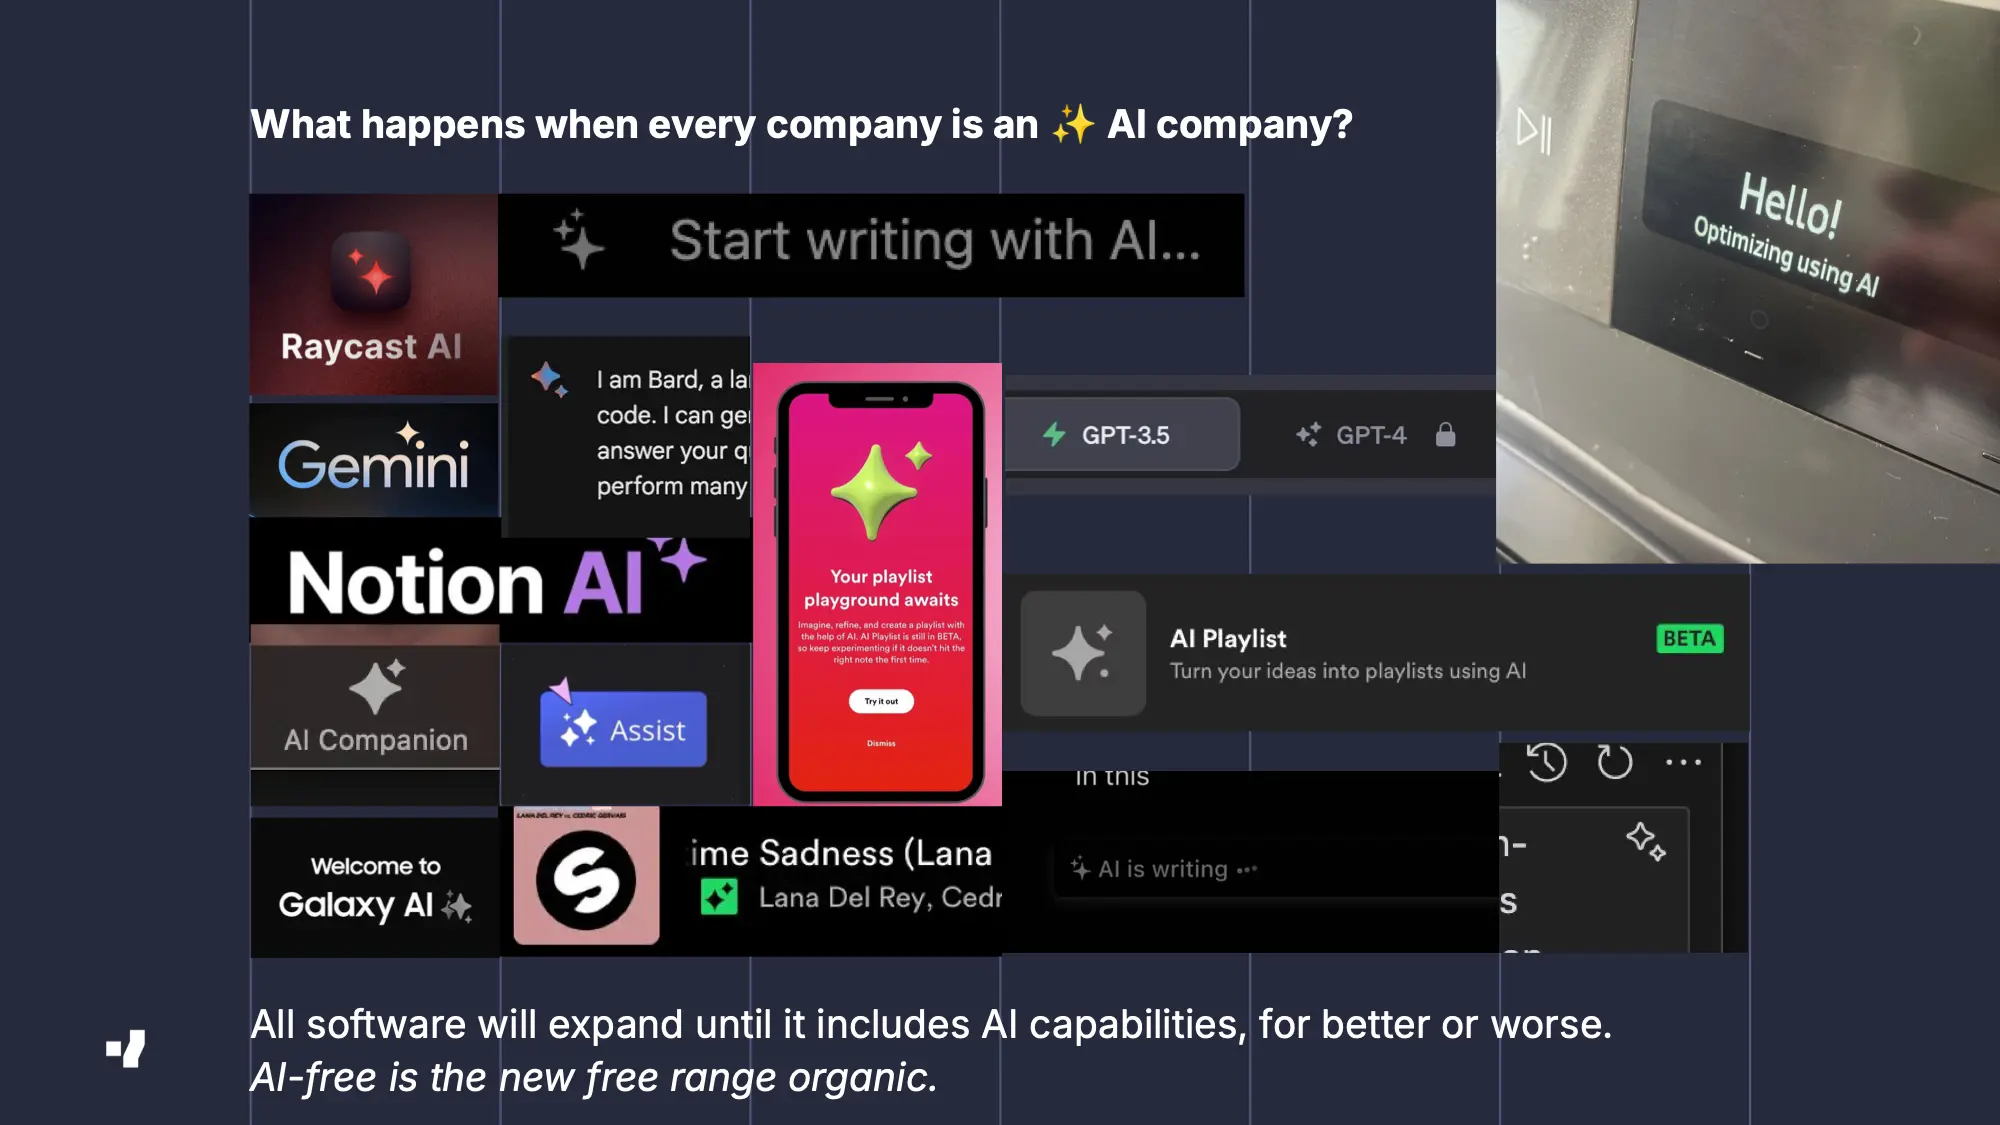 What happens when every company is an ✨ AI company?
Hello!
Optimizing using AI
Raycast AI
Start writing with AI...
Gemini
I am Bard, a la
code. I can ge
answer your q
perform many
GPT-3.5
GPT-4
Notion AI
Your playlist
playground awaits
Imagine, refine, and create a playlist with
the help of AI. AI Playlist is still in BETA,
so keep experimenting if it doesn't hit the
right note the first time.
Try it out
Dismiss
AI Playlist
BETA
Turn your ideas into playlists using AI
AI Companion
Assist
in this
AI is writing •••
Welcome to
Galaxy AI
LANA DEL REY vs. CEDRIC GERVAIS
ime Sadness (Lana
Lana Del Rey, Cedr
n-
s
All software will expand until it includes AI capabilities, for better or worse.
AI-free is the new free range organic.